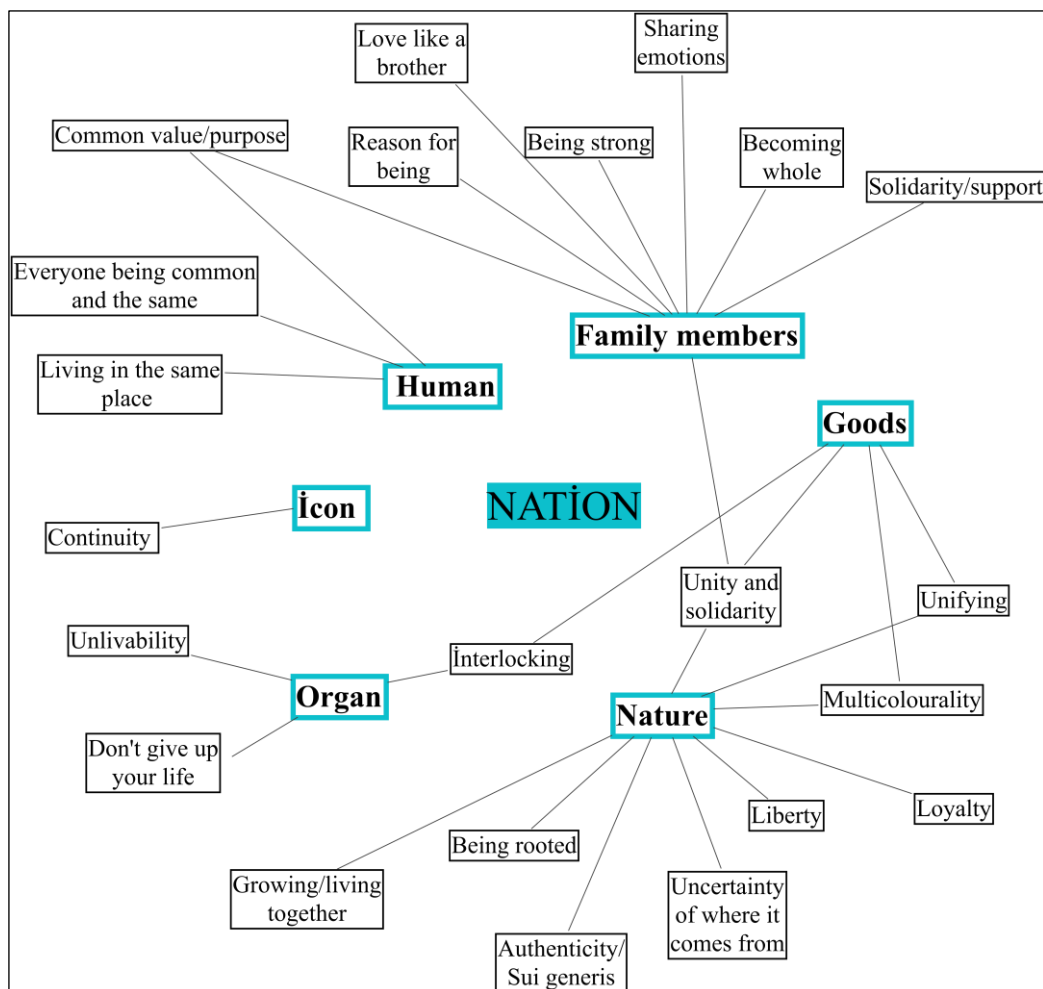 Sharing
emotions
Love like a
brother
Common value/purpose
Reason for
being
Being strong
Becoming
whole
Solidarity/support
Everyone being common
and the same
Family members
Living in the same
place
Human
Goods
İcon
NATİON
Continuity
Unity and
solidarity
Unifying
Unlivability
İnterlocking
Organ
Multicolourality
Nature
Don't give up
your life
Liberty
Loyalty
Being rooted
Growing/living
together
Uncertainty
of where it
comes from
Authenticity/
Sui generis